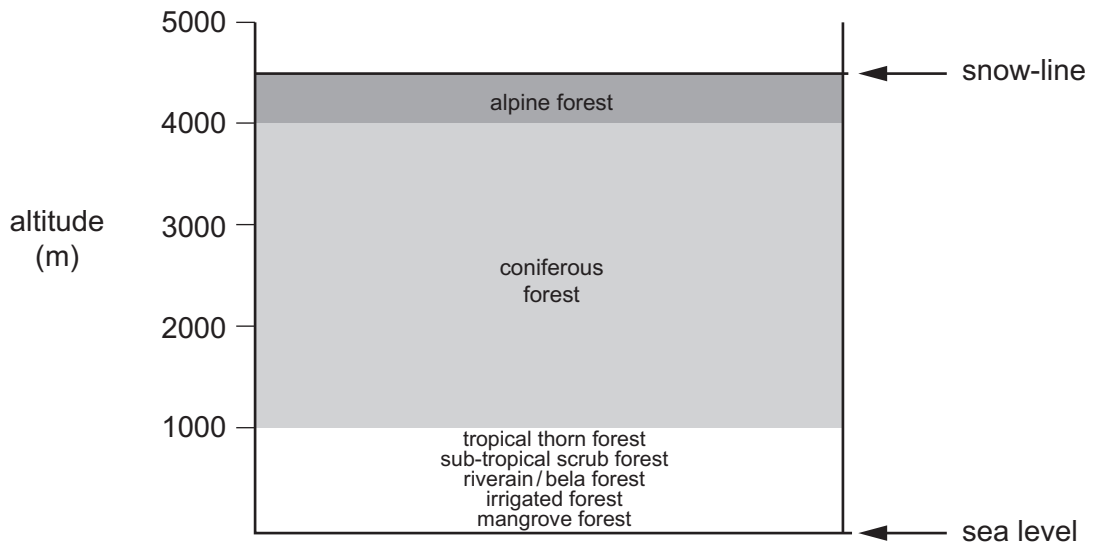 5000
snow-line
alpine forest
4000
altitude
(m)
3000
coniferous
forest
2000
1000
tropical thorn forest
sub-tropical scrub forest
riverain / bela forest
irrigated forest
mangrove forest
sea level